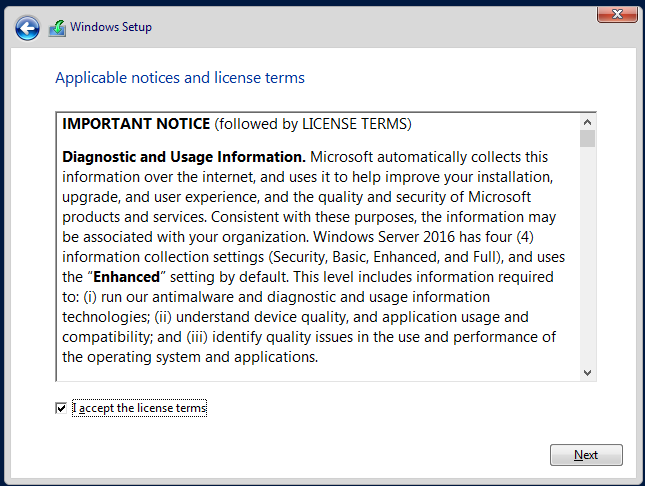 Windows Setup
Applicable notices and license terms
IMPORTANT NOTICE (followed by LICENSE TERMS)
Diagnostic and Usage Information. Microsoft automatically collects this
information over the internet, and uses it to help improve your installation,
upgrade, and user experience, and the quality and security of Microsoft
products and services. Consistent with these purposes, the information may
be associated with your organization. Windows Server 2016 has four (4)
information collection settings (Security, Basic, Enhanced, and Full), and uses
the “Enhanced” setting by default. This level includes information required
to: (i) run our antimalware and diagnostic and usage information
technologies; (ii) understand device quality, and application usage and
compatibility; and (iii) identify quality issues in the use and performance of
the operating system and applications.
I accept the license terms
Next